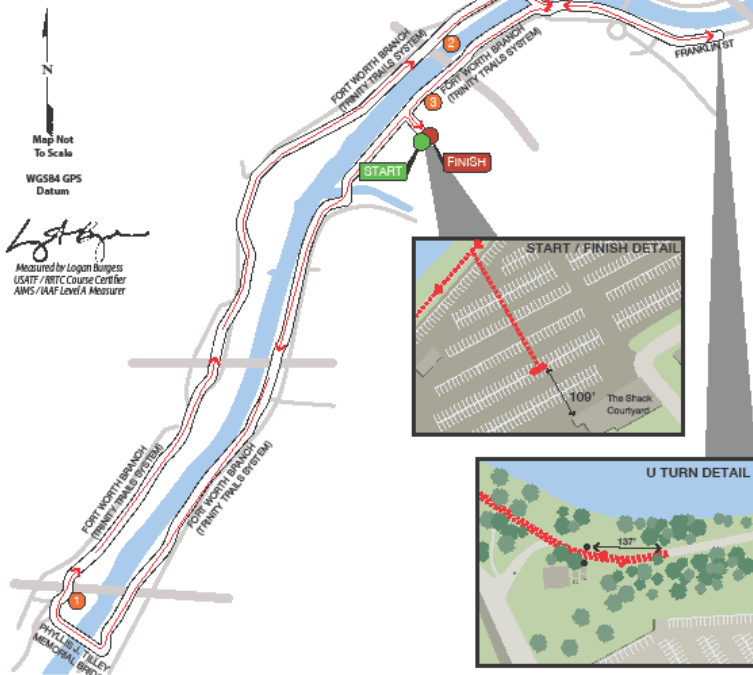 N
Map Not
To Scale
WGS84 GPS
Datum
Measured by Logan Burgess
USATF / RRTC Course Certifier
AIMS / IAAF Level A Measurer
FORT WORTH BRANCH
(TRINITY TRAILS SYSTEM)
2
FORT WORTH BRANCH
(TRINITY TRAILS SYSTEM)
3
FRANKLIN ST
START
FINISH
START / FINISH DETAIL
109'
The Shack
Courtyard
FORT WORTH BRANCH
(TRINITY TRAILS SYSTEM)
FORT WORTH BRANCH
(TRINITY TRAILS SYSTEM)
U TURN DETAIL
137'
1
PHYLLIS J. TILLEY
MEMORIAL